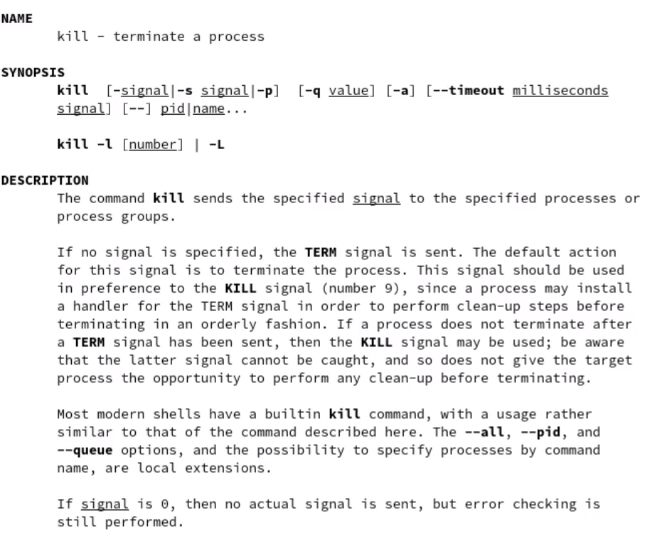 NAME
kill - terminate a process
SYNOPSIS
kill [-signal|-s signal|-p] [-q value] [-a] [--timeout milliseconds
signal] [--] pid|name...
kill -l [number] | -L
DESCRIPTION
The command kill sends the specified signal to the specified processes or
process groups.
If no signal is specified, the TERM signal is sent. The default action
for this signal is to terminate the process. This signal should be used
in preference to the KILL signal (number 9), since a process may install
a handler for the TERM signal in order to perform clean-up steps before
terminating in an orderly fashion. If a process does not terminate after
a TERM signal has been sent, then the KILL signal may be used; be aware
that the latter signal cannot be caught, and so does not give the target
process the opportunity to perform any clean-up before terminating.
Most modern shells have a builtin kill command, with a usage rather
similar to that of the command described here. The --all, --pid, and
--queue options, and the possibility to specify processes by command
name, are local extensions.
If signal is 0, then no actual signal is sent, but error checking is
still performed.